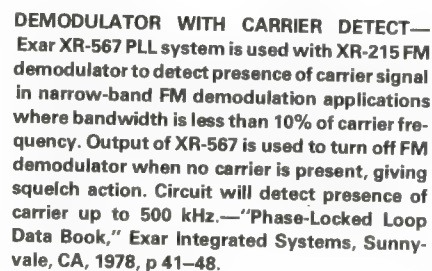 DEMODULATOR WITH CARRIER DETECT—
Exar XR-567 PLL system is used with XR-215 FM
demodulator to detect presence of carrier signal
in narrow-band FM demodulation applications
where bandwidth is less than 10% of carrier fre-
quency. Output of XR-567 is used to turn off FM
demodulator when no carrier is present, giving
squelch action. Circuit will detect presence of
carrier up to 500 kHz.—"Phase-Locked Loop
Data Book," Exar Integrated Systems, Sunny-
vale, CA, 1978, p 41–48.